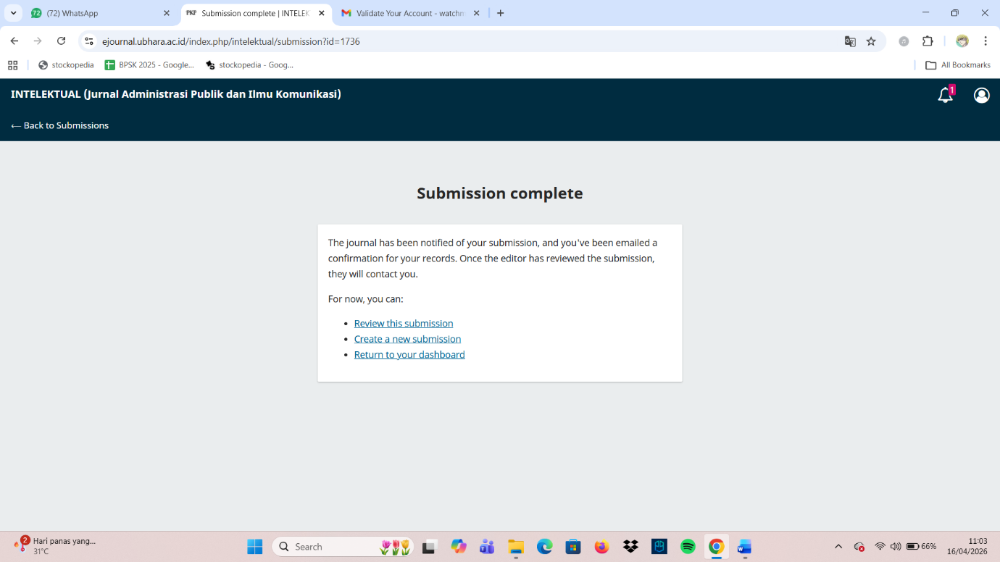 72
(72) WhatsApp
PKP
Submission complete | INTELEK
Validate Your Account - watchm
ejournal.ubhara.ac.id/index.php/intelektual/submission?id=1736
stockopedia
BPSK 2025 - Google...
stockopedia - Goog...
All Bookmarks
INTELEKTUAL (Jurnal Administrasi Publik dan Ilmu Komunikasi)
1
← Back to Submissions
Submission complete
The journal has been notified of your submission, and you've been emailed a
confirmation for your records. Once the editor has reviewed the submission,
they will contact you.
For now, you can:
• Review this submission
• Create a new submission
• Return to your dashboard
2
Hari panas yang...
31°C
Search
66%
11:03
16/04/2026